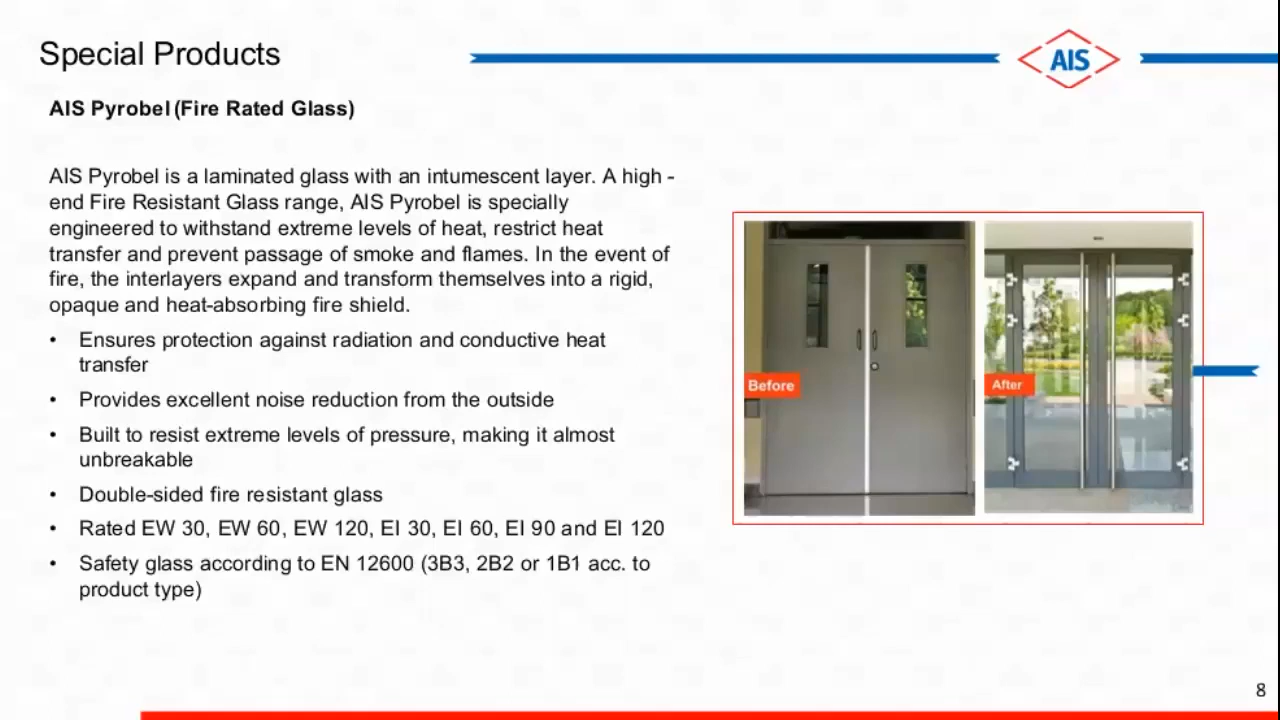 Special Products
AIS
AIS Pyrobel (Fire Rated Glass)
AIS Pyrobel is a laminated glass with an intumescent layer. A high -
end Fire Resistant Glass range, AIS Pyrobel is specially
engineered to withstand extreme levels of heat, restrict heat
transfer and prevent passage of smoke and flames. In the event of
fire, the interlayers expand and transform themselves into a rigid,
opaque and heat-absorbing fire shield.
• Ensures protection against radiation and conductive heat
transfer
• Provides excellent noise reduction from the outside
• Built to resist extreme levels of pressure, making it almost
unbreakable
• Double-sided fire resistant glass
• Rated EW 30, EW 60, EW 120, EI 30, EI 60, EI 90 and EI 120
• Safety glass according to EN 12600 (3B3, 2B2 or 1B1 acc. to
product type)
Before
After
8